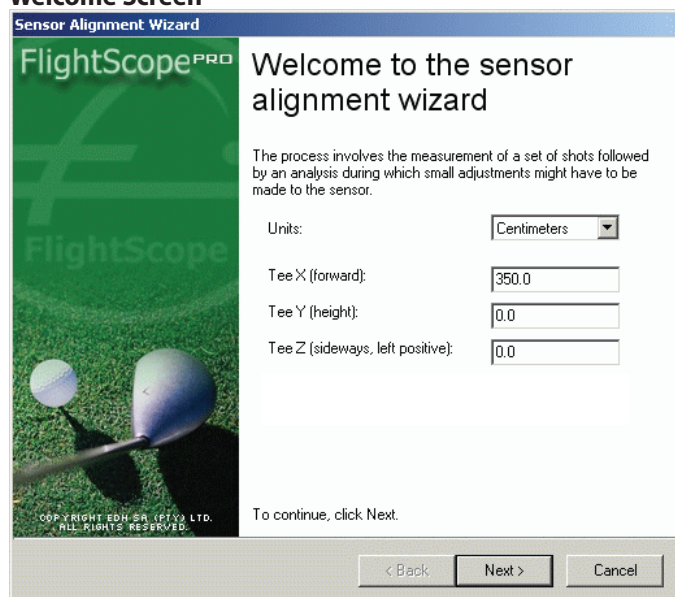 Welcome Screen
Sensor Alignment Wizard
FlightScope PRO
FlightScope
COPYRIGHT EDH SA (PTY) LTD.
ALL RIGHTS RESERVED.
Welcome to the sensor
alignment wizard
The process involves the measurement of a set of shots followed
by an analysis during which small adjustments might have to be
made to the sensor.
Units: Centimeters
Tee X (forward): 350.0
Tee Y (height): 0.0
Tee Z (sideways, left positive): 0.0
To continue, click Next.
< Back Next > Cancel